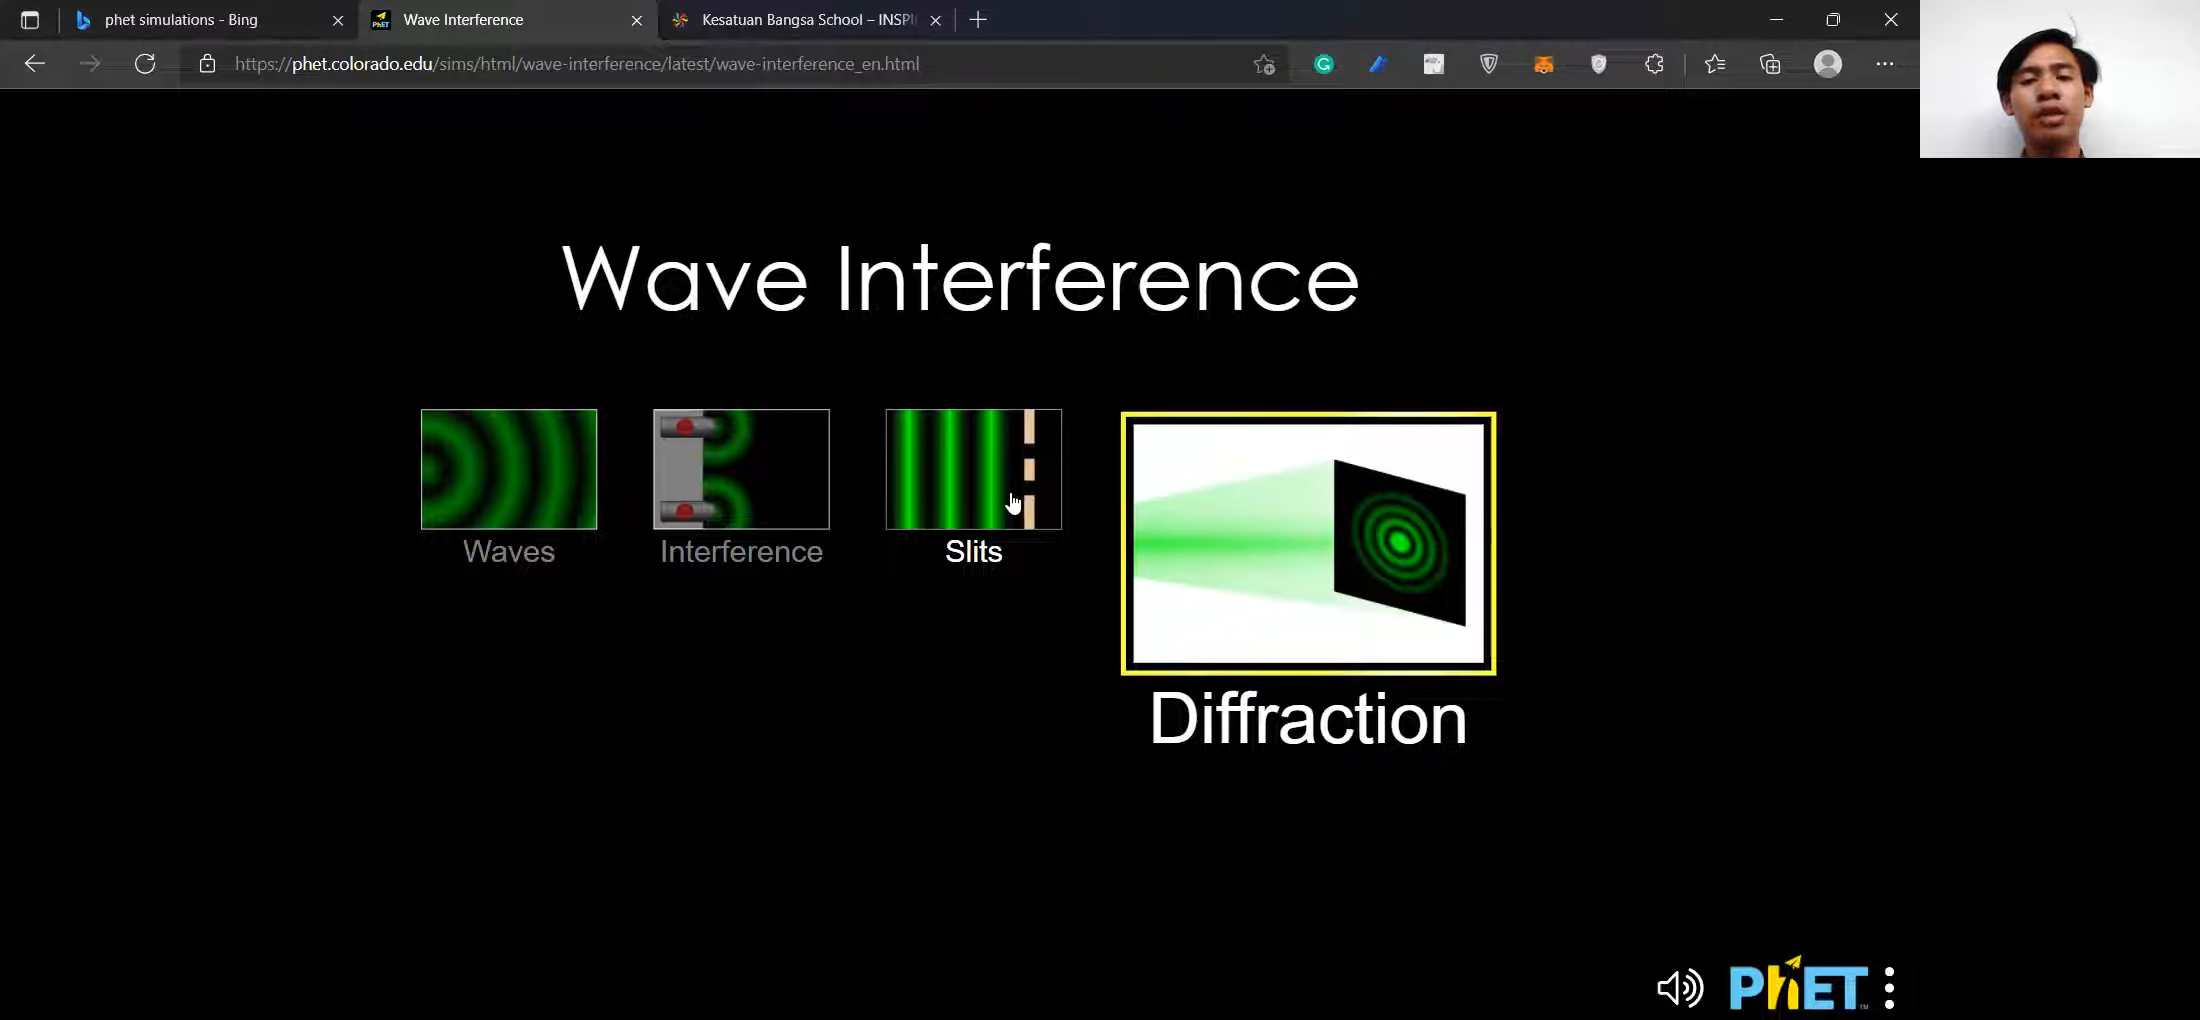 phet simulations - Bing
Wave Interference
Kesatuan Bangsa School – INSPI
https://phet.colorado.edu/sims/html/wave-interference/latest/wave-interference_en.html
Wave Interference
Waves
Interference
Slits
Diffraction
PhET